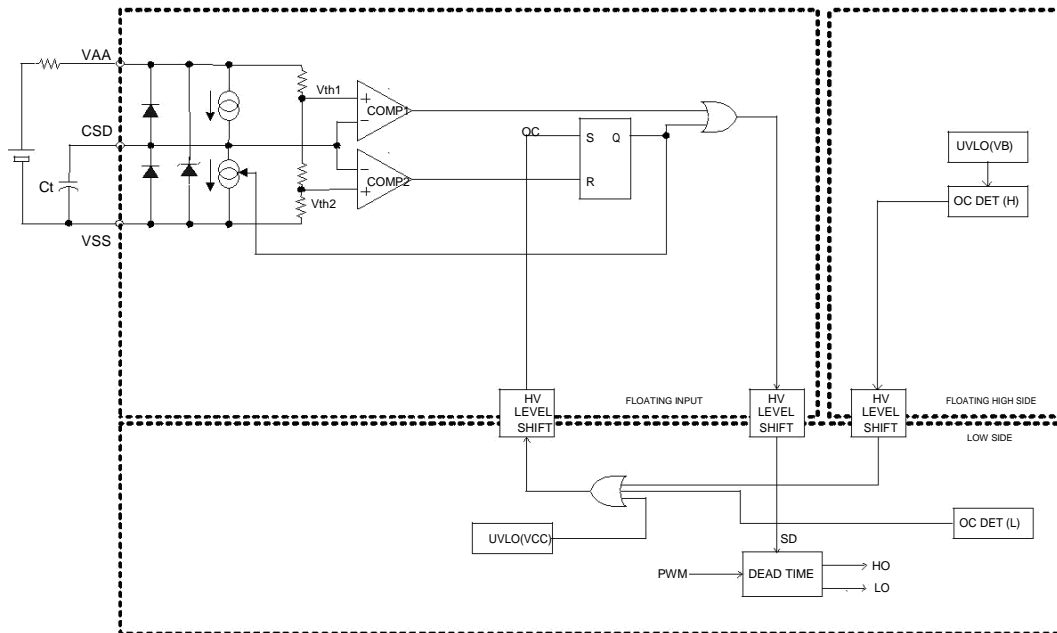 VAA
Vth1
COMP1
CSD
OC
S
Q
UVLO(VB)
Ct
COMP2
R
OC DET (H)
Vth2
VSS
HV
LEVEL
SHIFT
FLOATING INPUT
HV
LEVEL
SHIFT
HV
LEVEL
SHIFT
FLOATING HIGH SIDE
LOW SIDE
UVLO(VCC)
OC DET (L)
SD
PWM
DEAD TIME
HO
LO